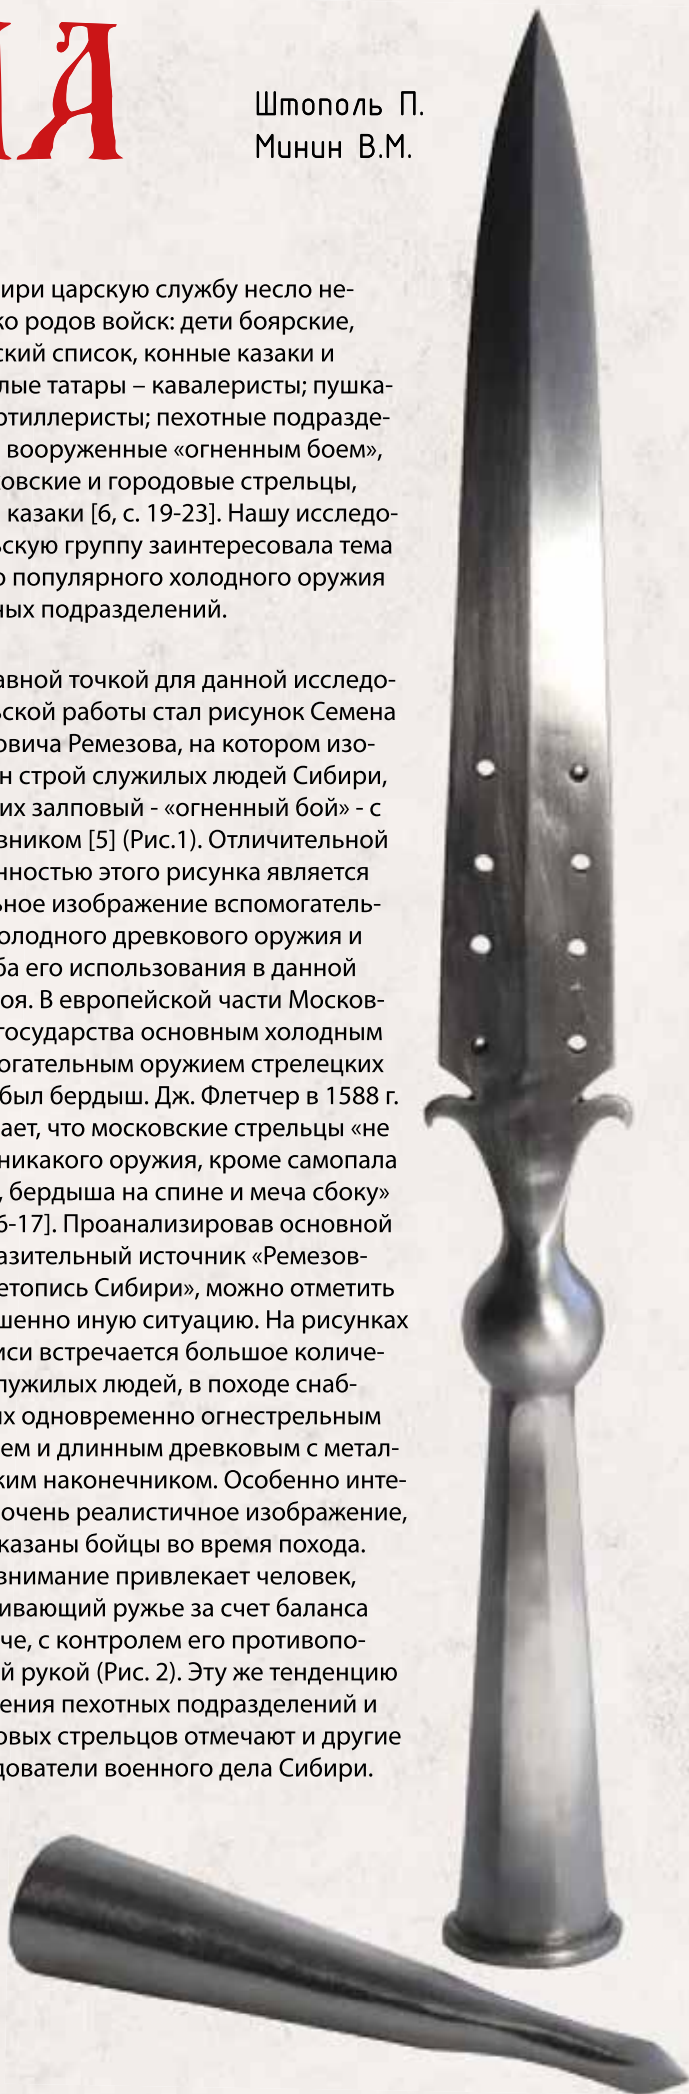 А
Штополь П.
Минин В.М.
ири царскую службу несло не-
ко родов войск: дети боярские,
ский список, конные казаки и
лые татары – кавалеристы; пушка-
ртиллеристы; пехотные подразде-
вооруженные «огненным боем»,
овские и городовые стрельцы,
казаки [6, с. 19-23]. Нашу исследо-
скую группу заинтересовала тема
о популярного холодного оружия
ных подразделений.
авной точкой для данной исследо-
ской работы стал рисунок Семена
овича Ремезова, на котором изо-
н строй служилых людей Сибири,
их залповый - «огненный бой» - с
вником [5] (Рис.1). Отличительной
нностью этого рисунка является
ьное изображение вспомогатель-
олодного древкового оружия и
ба его использования в данной
оя. В европейской части Москов-
государства основным холодным
огательным оружием стрелецких
был бердыш. Дж. Флетчер в 1588 г.
ает, что московские стрельцы «не
никакого оружия, кроме самопала
, бердыша на спине и меча сбоку»
6-17]. Проанализировав основной
азительный источник «Ремезов-
етопись Сибири», можно отметить
шенно иную ситуацию. На рисунках
иси встречается большое количе-
лужилых людей, в походе снаб-
их одновременно огнестрельным
ем и длинным древковым с метал-
ким наконечником. Особенно инте-
очень реалистичное изображение,
казаны бойцы во время похода.
внимание привлекает человек,
ивающий ружье за счет баланса
че, с контролем его противопо-
й рукой (Рис. 2). Эту же тенденцию
ения пехотных подразделений и
овых стрельцов отмечают и другие
дователи военного дела Сибири.